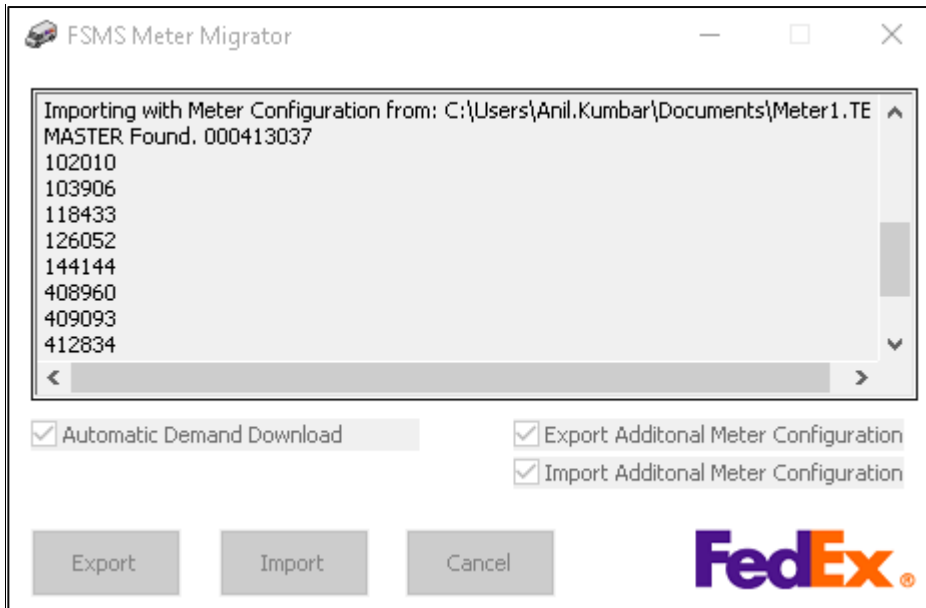 FSMS Meter Migrator
Importing with Meter Configuration from: C:\Users\Anil.Kumbar\Documents\Meter1.TE
MASTER Found. 000413037
102010
103906
118433
126052
144144
408960
409093
412834
Automatic Demand Download
Export Additonal Meter Configuration
Import Additonal Meter Configuration
Export
Import
Cancel
FedEx®